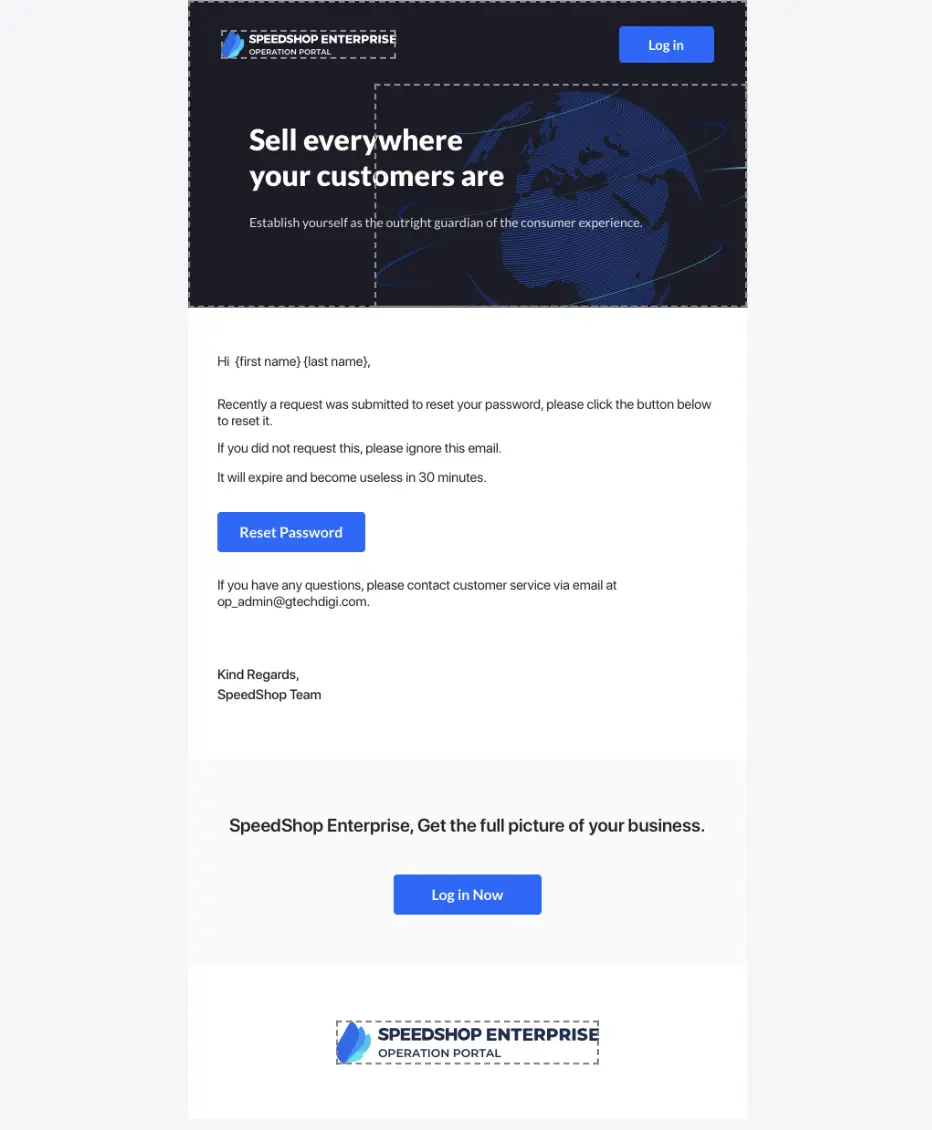 SPEEDSHOP ENTERPRISE
OPERATION PORTAL
Log in
Sell everywhere
your customers are
Establish yourself as the outright guardian of the consumer experience.
Hi {first name} {last name},
Recently a request was submitted to reset your password, please click the button below
to reset it.
If you did not request this, please ignore this email.
It will expire and become useless in 30 minutes.
Reset Password
If you have any questions, please contact customer service via email at
op_admin@gtechdigi.com.
Kind Regards,
SpeedShop Team
SpeedShop Enterprise, Get the full picture of your business.
Log in Now
SPEEDSHOP ENTERPRISE
OPERATION PORTAL